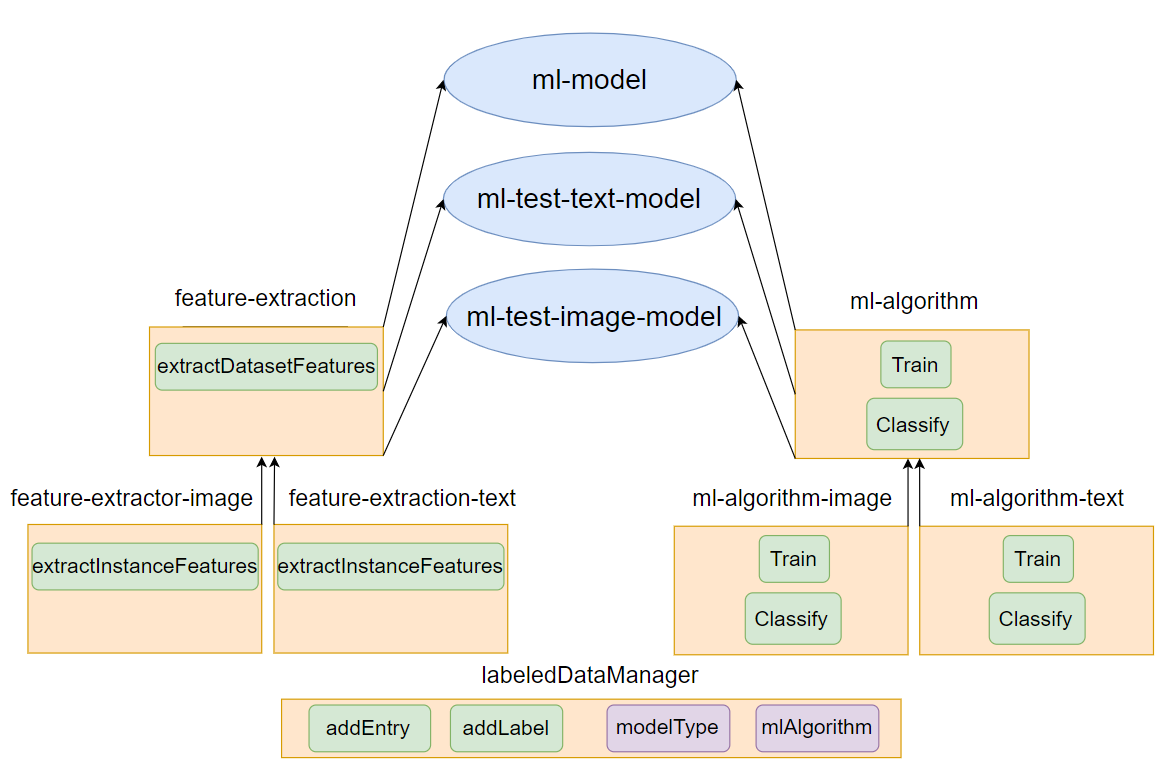 ml-model
ml-test-text-model
ml-test-image-model
feature-extraction
extractDatasetFeatures
ml-algorithm
Train
Classify
feature-extractor-image
extractInstanceFeatures
feature-extraction-text
extractInstanceFeatures
ml-algorithm-image
Train
Classify
ml-algorithm-text
Train
Classify
labeledDataManager
addEntry
addLabel
modelType
mlAlgorithm